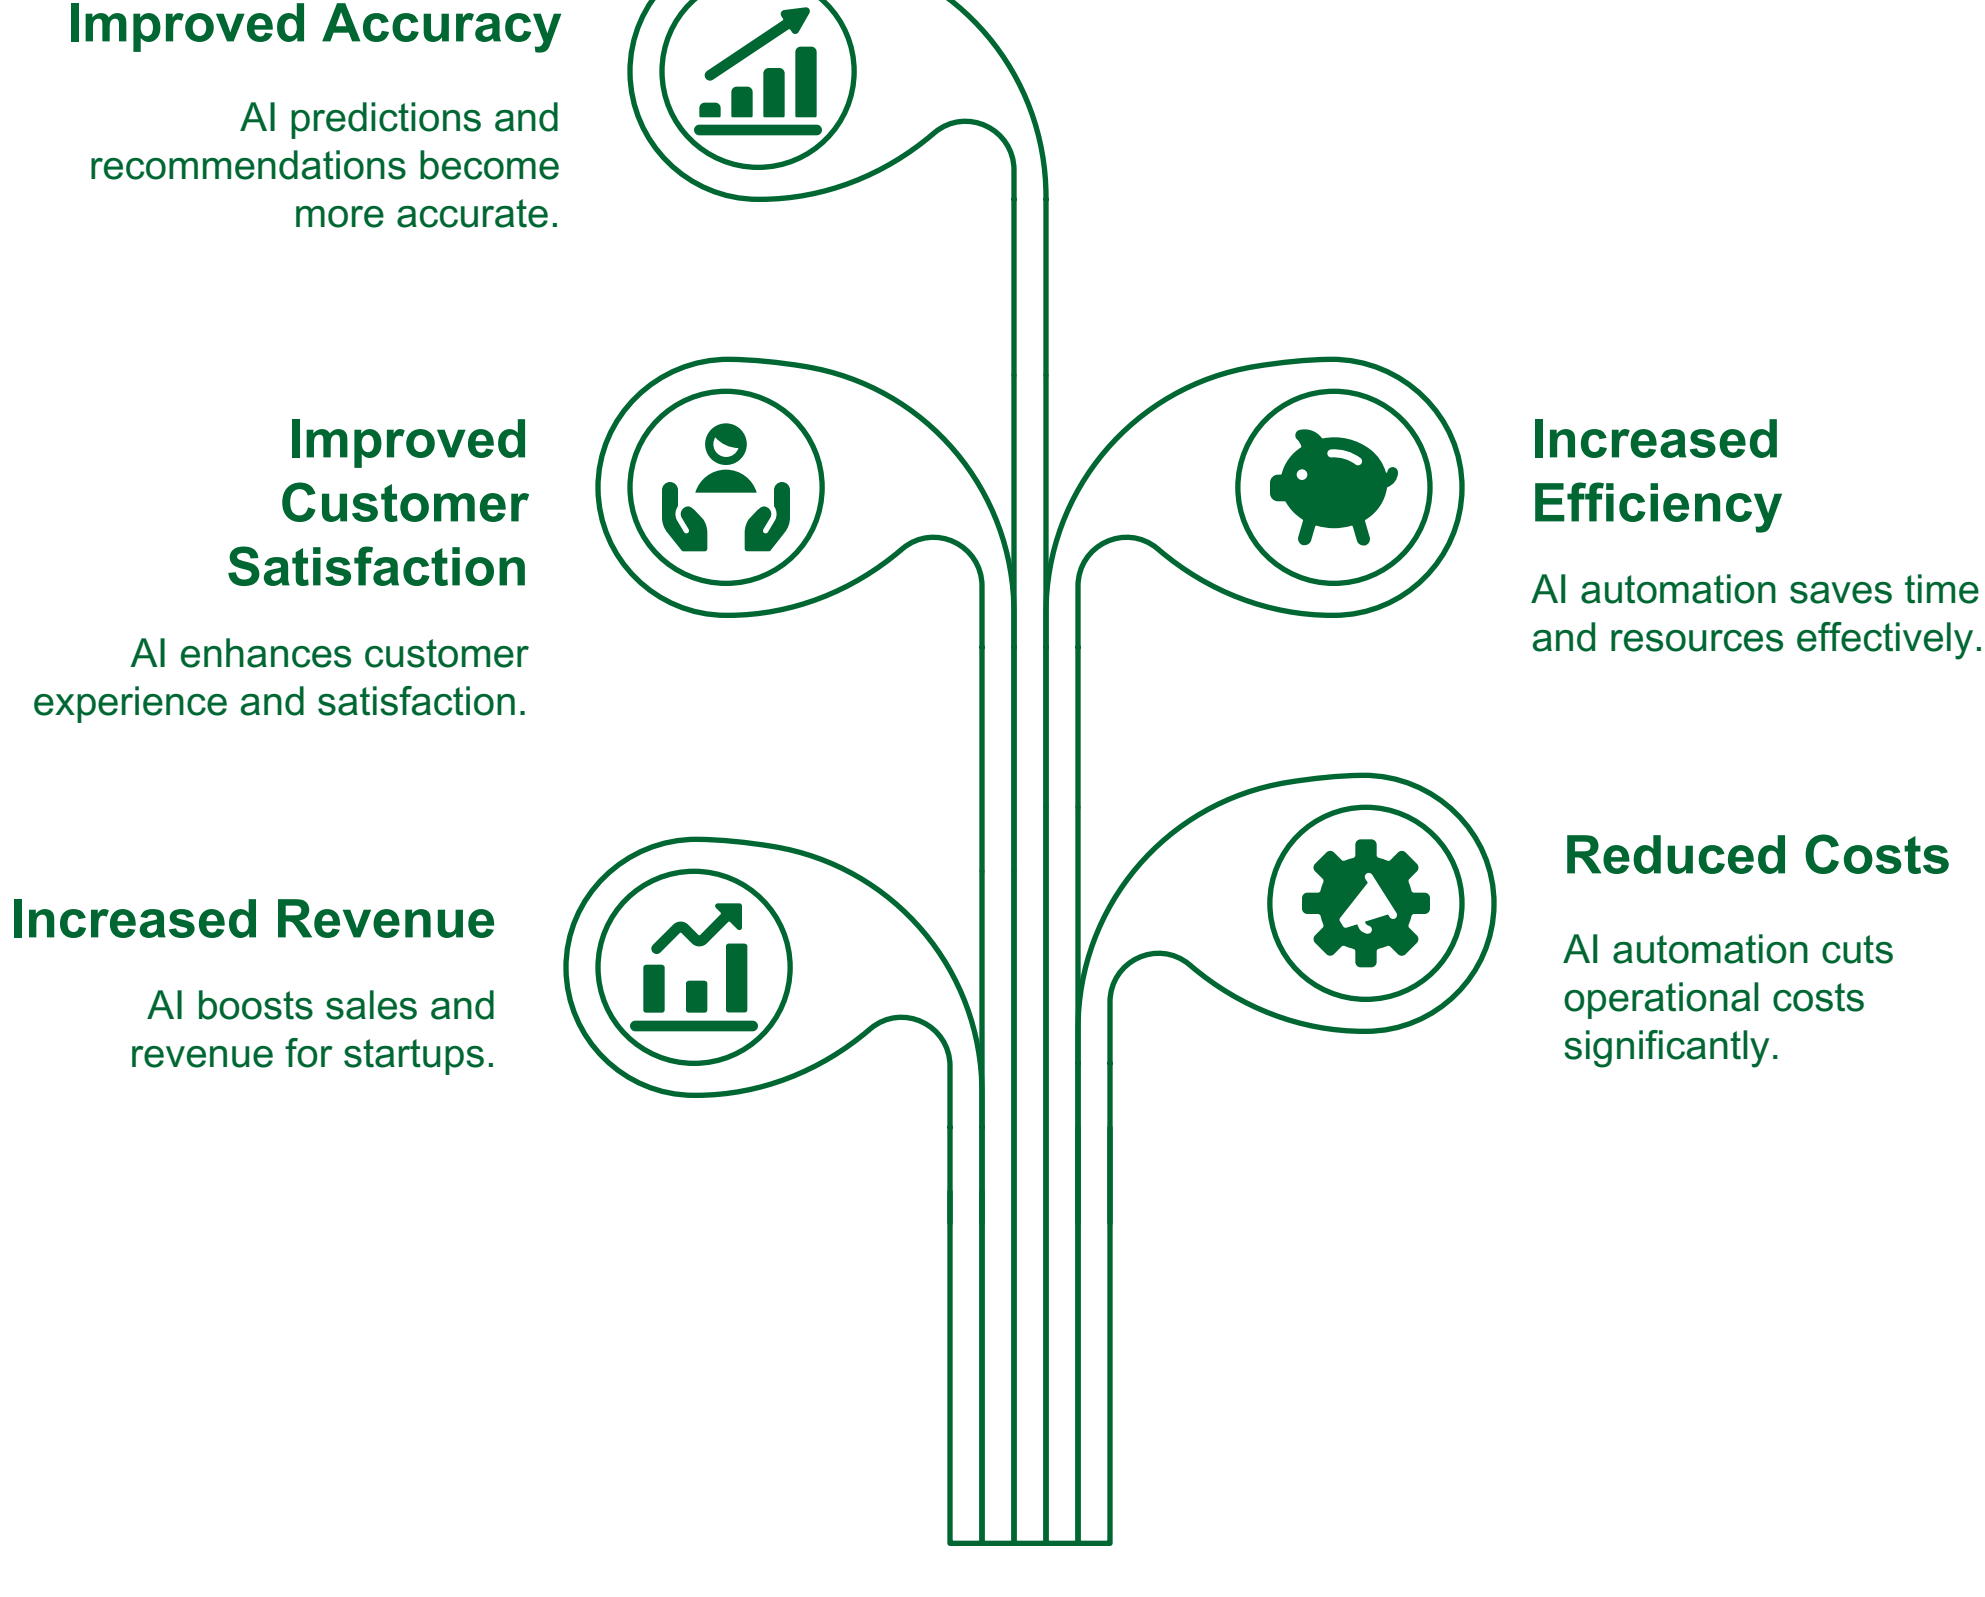 Improved Accuracy
AI predictions and
recommendations become
more accurate.
Improved
Customer
Satisfaction
AI enhances customer
experience and satisfaction.
Increased
Efficiency
AI automation saves time
and resources effectively.
Increased Revenue
AI boosts sales and
revenue for startups.
Reduced Costs
AI automation cuts
operational costs
significantly.